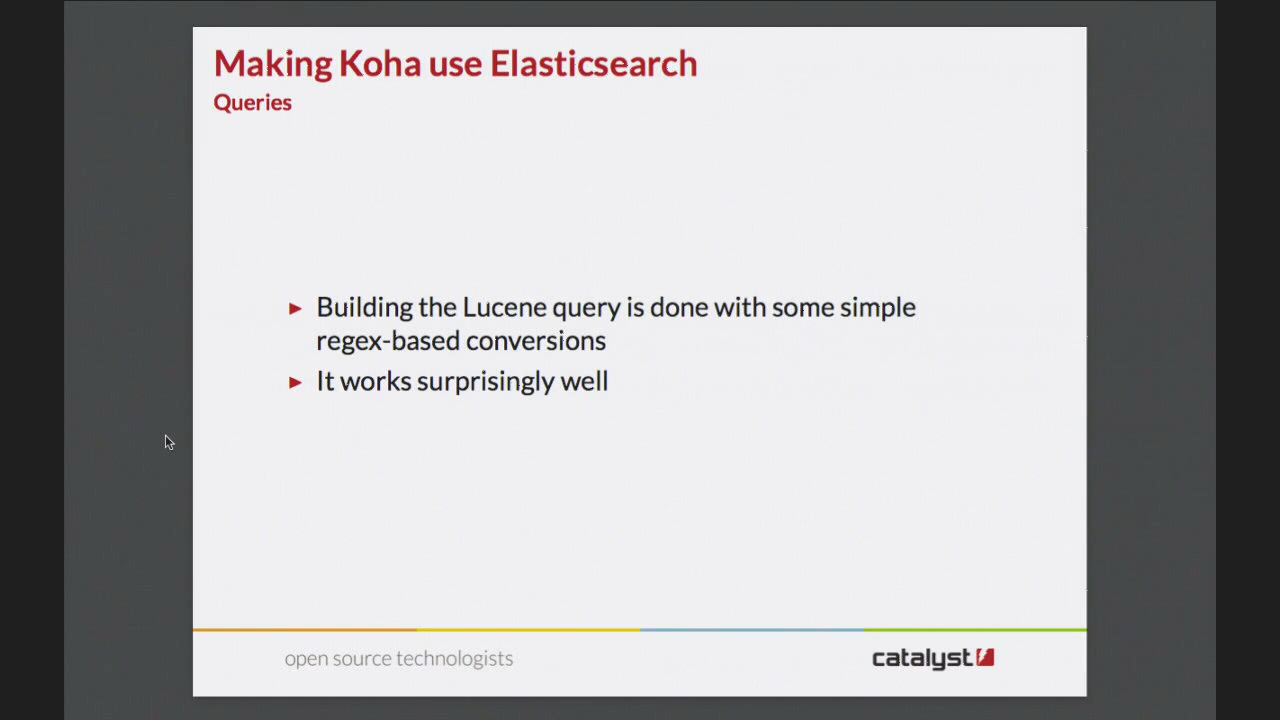 Making Koha use Elasticsearch
Queries
Building the Lucene query is done with some simple
regex-based conversions
It works surprisingly well
open source technologists
catalyst